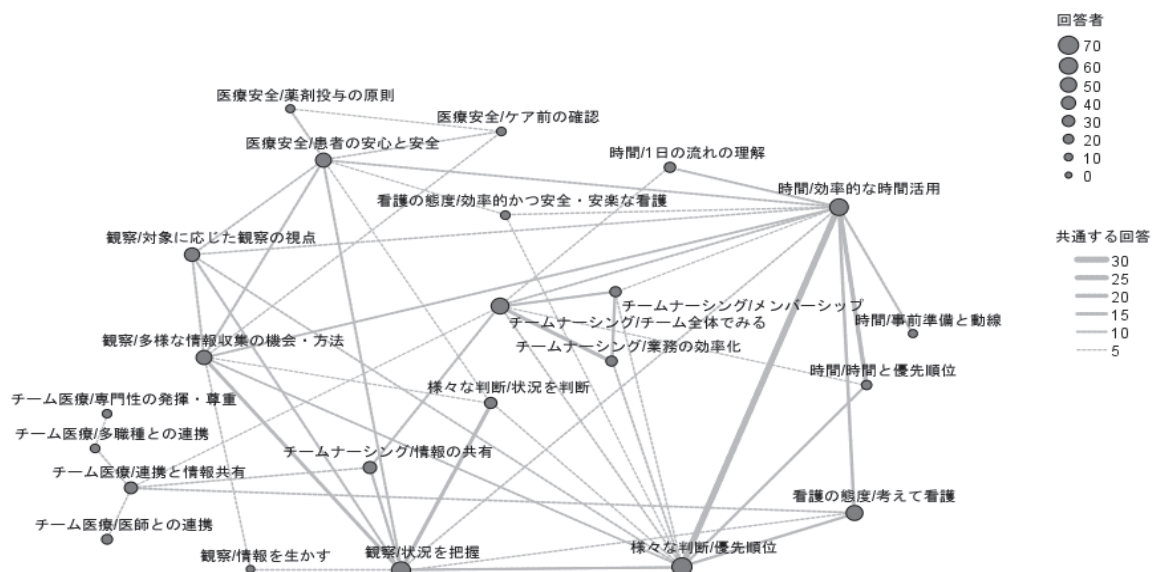 回答者
70
60
50
40
30
20
10
0
共通する回答
30
25
20
15
10
5
医療安全/薬剤投与の原則
医療安全/ケア前の確認
医療安全/患者の安心と安全
時間/1日の流れの理解
時間/効率的な時間活用
看護の態度/効率的かつ安全・安楽な看護
観察/対象に応じた観察の視点
チームナーシング/メンバーシップ
チームナーシング/チーム全体でみる
時間/事前準備と動線
観察/多様な情報収集の機会・方法
チームナーシング/業務の効率化
時間/時間と優先順位
様々な判断/状況を判断
チーム医療/専門性の発揮・尊重
チーム医療/多職種との連携
チームナーシング/情報の共有
チーム医療/連携と情報共有
看護の態度/考えて看護
チーム医療/医師との連携
観察/情報を生かす
観察/状況を把握
様々な判断/優先順位